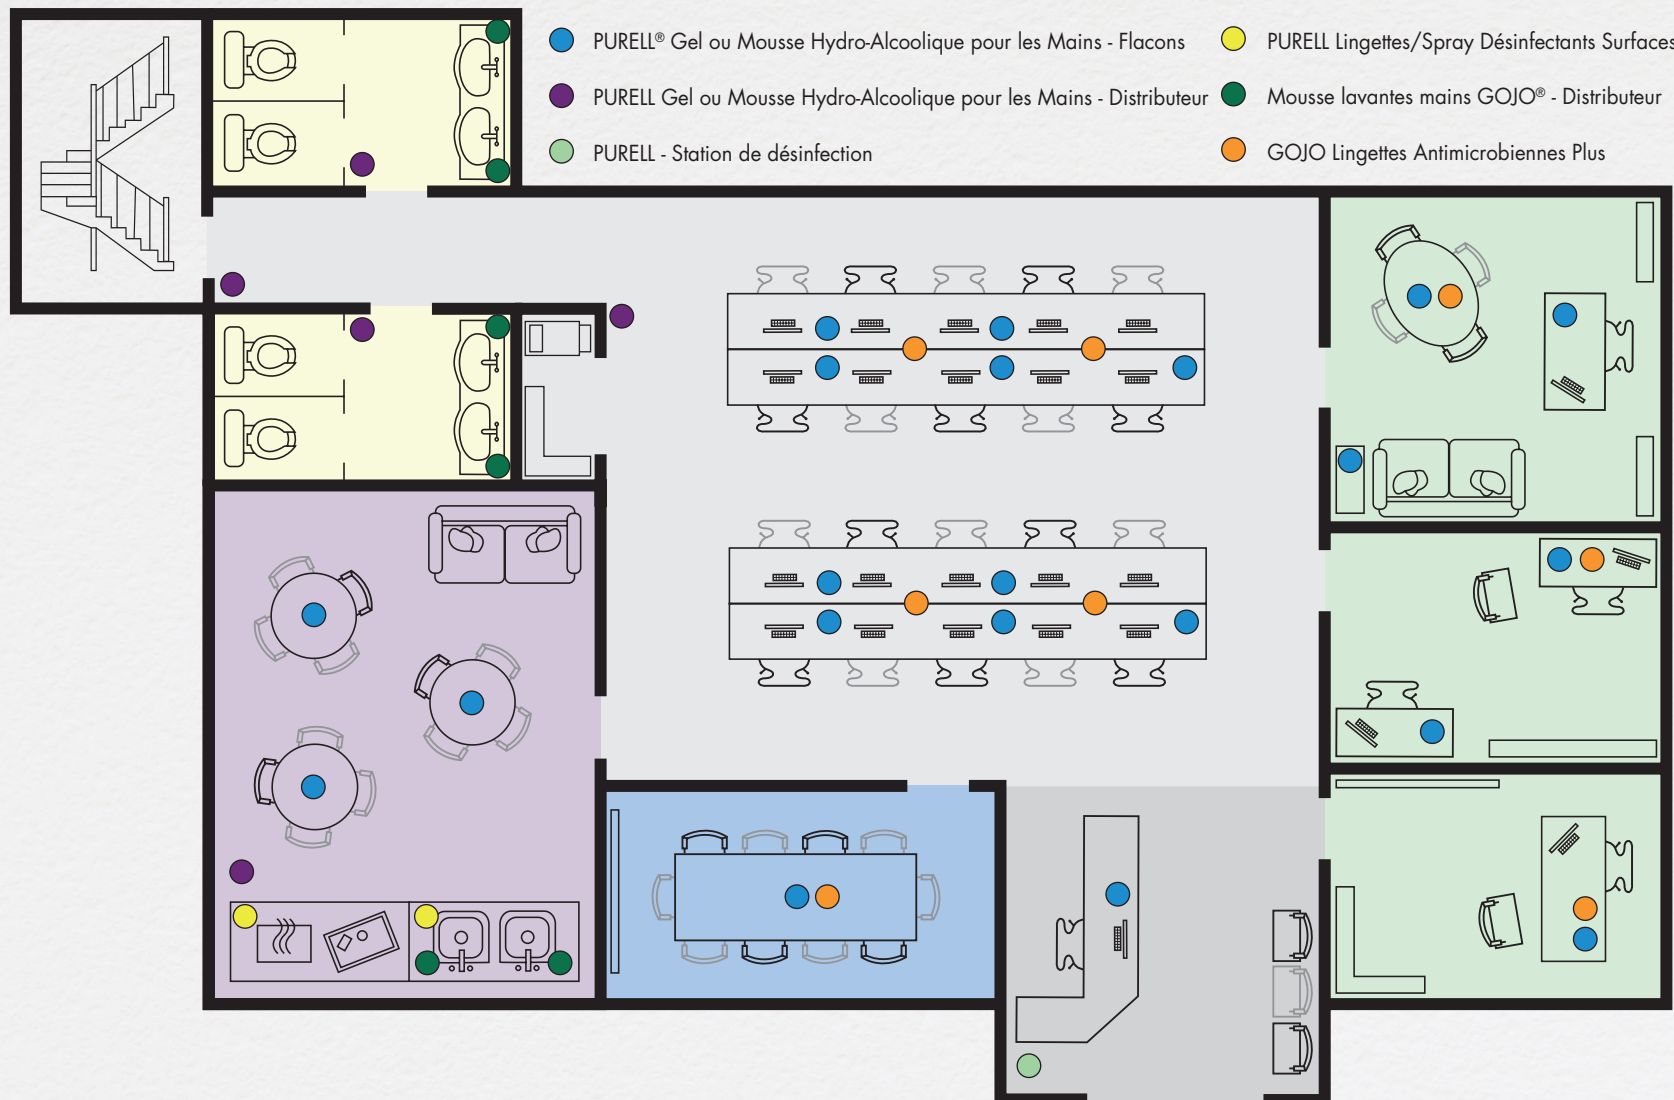 PURELL® Gel ou Mousse Hydro-Alcoolique pour les Mains - Flacons
PURELL Gel ou Mousse Hydro-Alcoolique pour les Mains - Distributeur
PURELL - Station de désinfection
PURELL Lingettes/Spray Désinfectants Surfaces
Mousse lavantes mains GOJO® - Distributeur
GOJO Lingettes Antimicrobiennes Plus